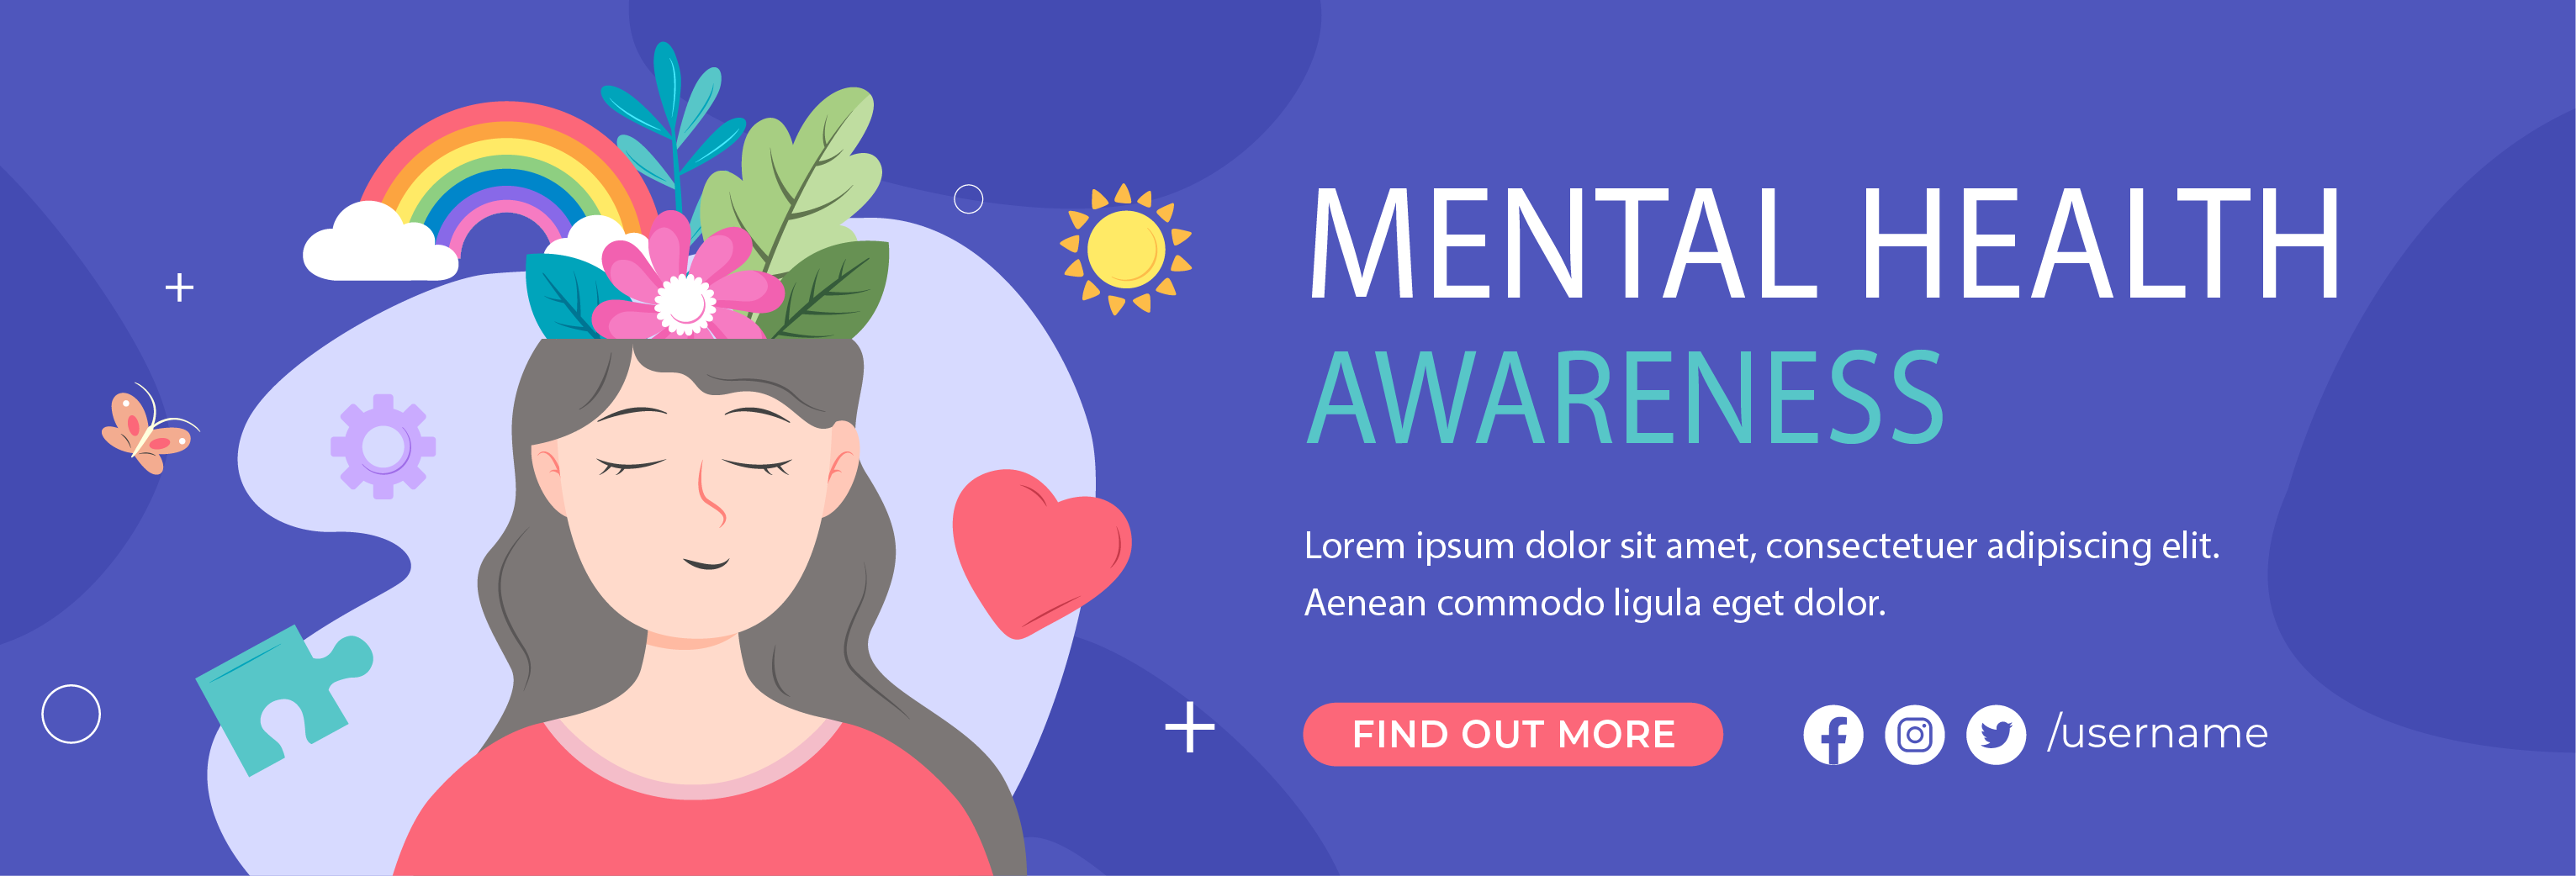 MENTAL HEALTH
AWARENESS
Lorem ipsum dolor sit amet, consectetuer adipiscing elit.
Aenean commodo ligula eget dolor.
FIND OUT MORE
/username